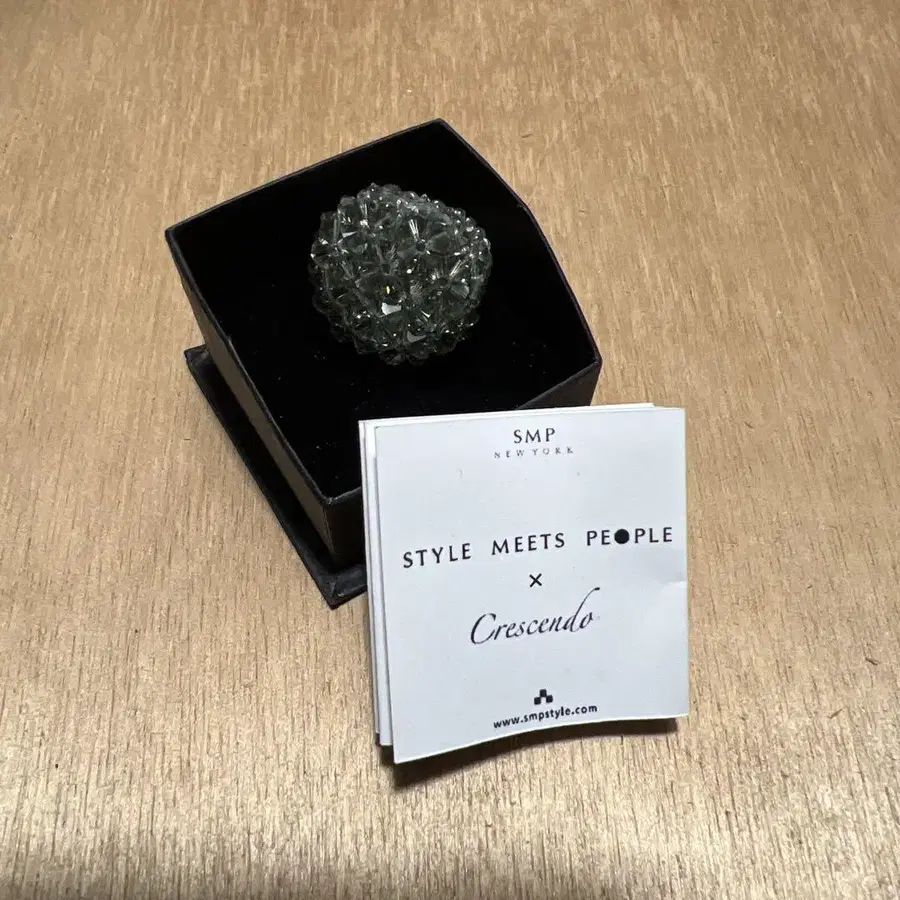 SMP
NEW YORK
STYLE MEETS PEOPLE
×
Crescendo
www.smpstyle.com